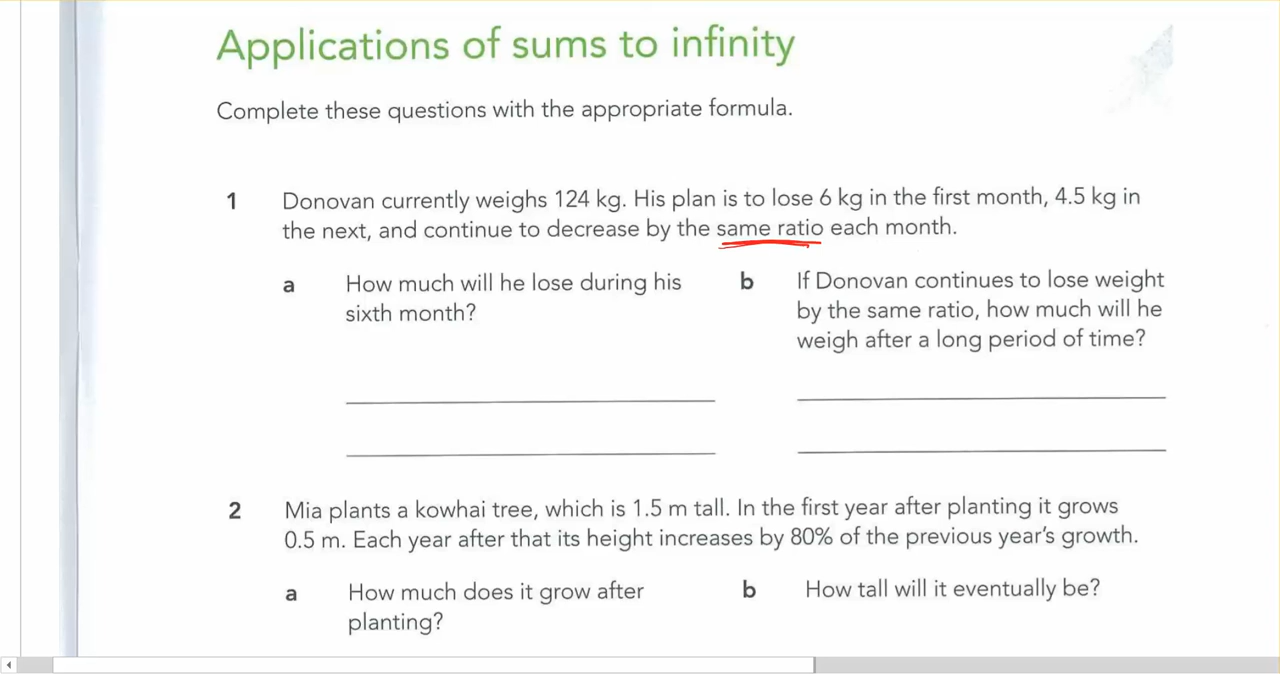 Applications of sums to infinity
Complete these questions with the appropriate formula.
1 Donovan currently weighs 124 kg. His plan is to lose 6 kg in the first month, 4.5 kg in
the next, and continue to decrease by the same ratio each month.
a How much will he lose during his
sixth month?
b If Donovan continues to lose weight
by the same ratio, how much will he
weigh after a long period of time?
2 Mia plants a kowhai tree, which is 1.5 m tall. In the first year after planting it grows
0.5 m. Each year after that its height increases by 80% of the previous year's growth.
a How much does it grow after
planting?
b How tall will it eventually be?